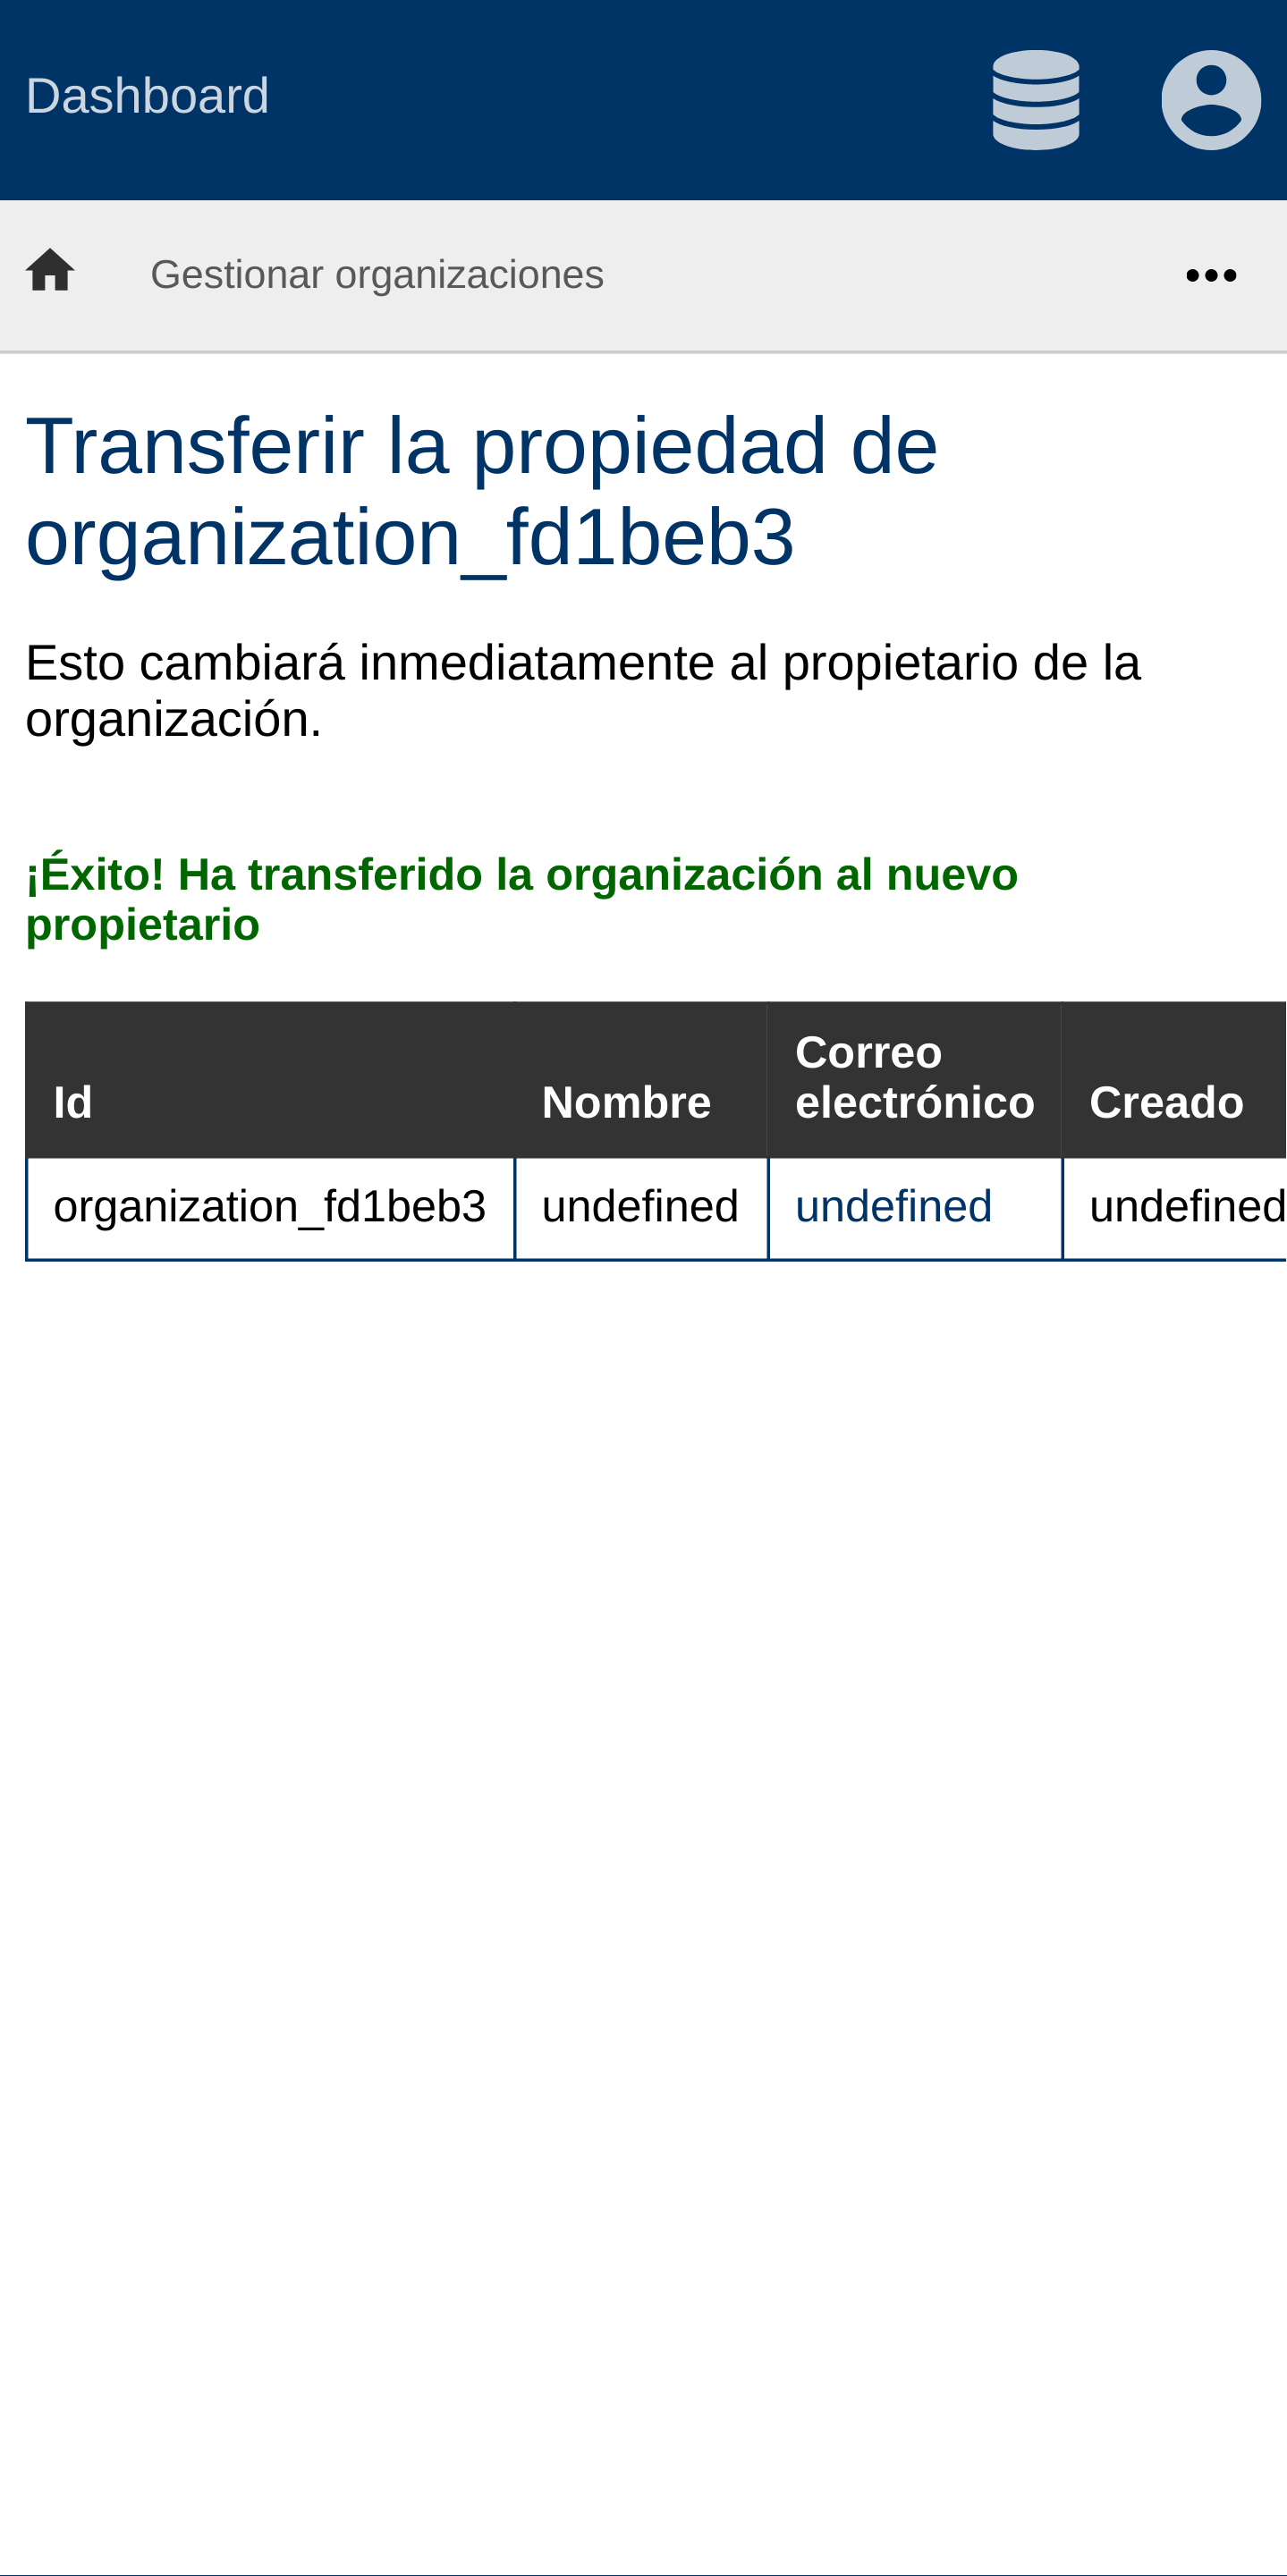 Dashboard
Gestionar organizaciones
Transferir la propiedad de
organization_fd1beb3
Esto cambiará inmediatamente al propietario de la
organización.
¡Éxito! Ha transferido la organización al nuevo
propietario
Id Nombre Correo electrónico Creado
organization_fd1beb3 undefined undefined undefined